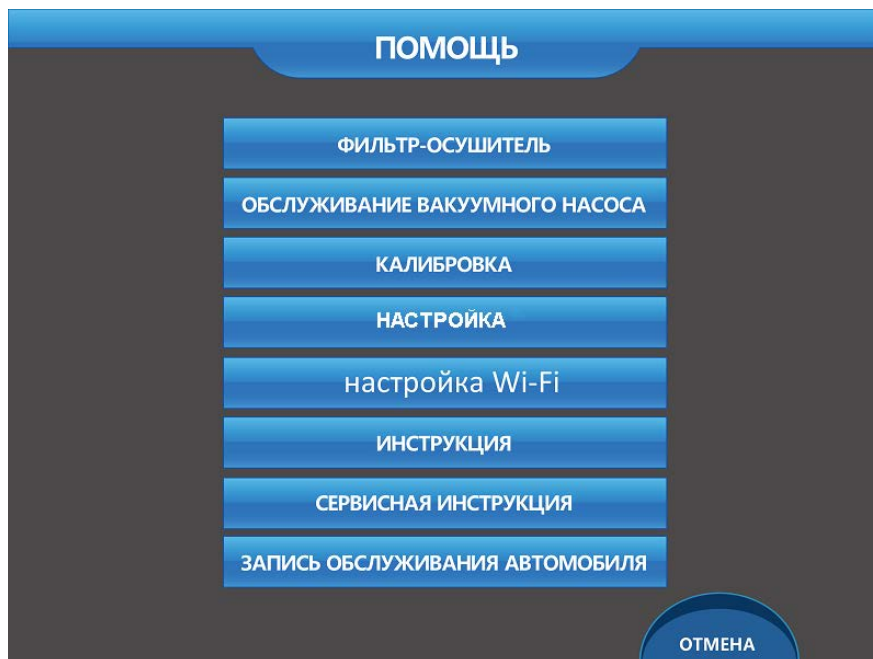 ПОМОЩЬ
ФИЛЬТР-ОСУШИТЕЛЬ
ОБСЛУЖИВАНИЕ ВАКУУМНОГО НАСОСА
КАЛИБРОВКА
НАСТРОЙКА
настройка Wi-Fi
ИНСТРУКЦИЯ
СЕРВИСНАЯ ИНСТРУКЦИЯ
ЗАПИСЬ ОБСЛУЖИВАНИЯ АВТОМОБИЛЯ
ОТМЕНА